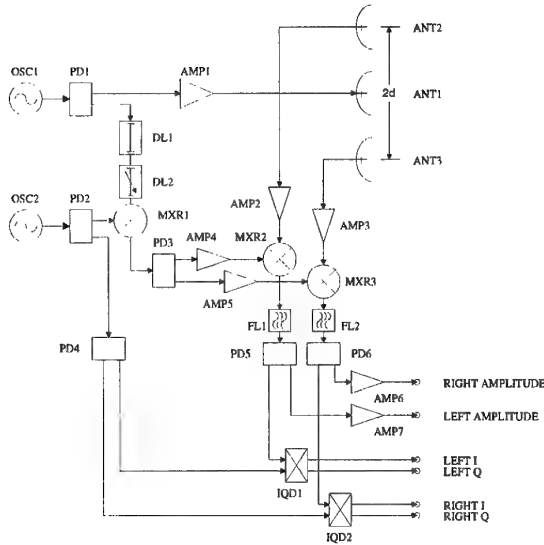 ANT2
OSC1
PD1
AMP1
2d
ANT1
DL1
ANT3
DL2
OSC2
PD2
MXR1
AMP2
AMP3
AMP4
MXR2
PD3
MXR3
AMP5
FL1
FL2
PD4
PD5
PD6
AMP6
RIGHT AMPLITUDE
LEFT AMPLITUDE
AMP7
LEFT I
LEFT Q
IQD1
RIGHT I
RIGHT Q
IQD2